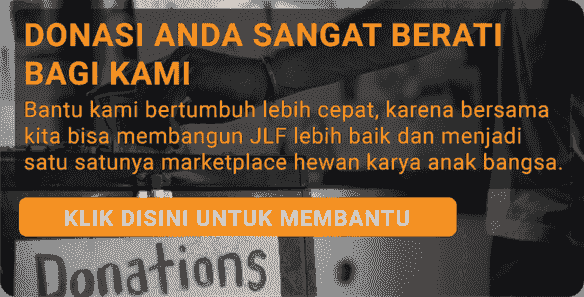 DONASI ANDA SANGAT BERATI
BAGI KAMI
Bantu kami bertumbuh lebih cepat, karena bersama
kita bisa membangun JLF lebih baik dan menjadi
satu satunya marketplace hewan karya anak bangsa.
KLIK DISINI UNTUK MEMBANTU
Donations